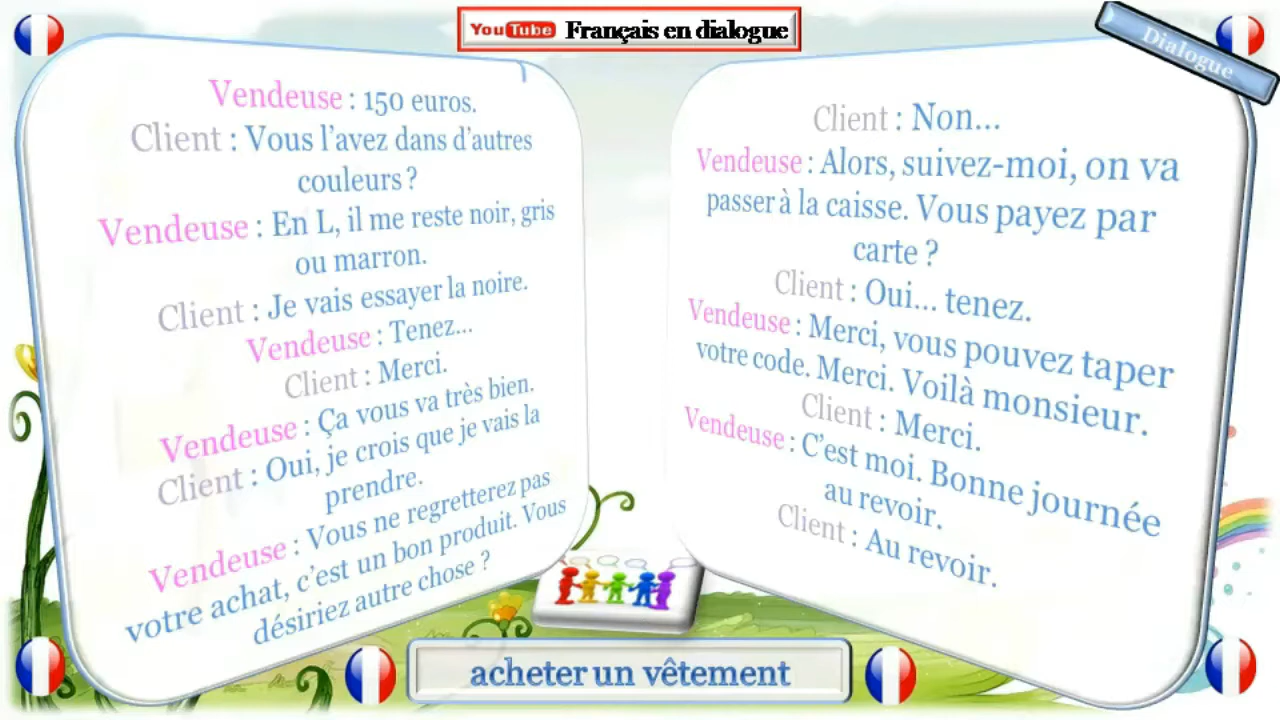 YouTube Français en dialogue
Dialogue
Vendeuse : 150 euros.
Client : Vous l'avez dans d'autres
couleurs ?
Vendeuse : En L, il me reste noir, gris
ou marron.
Client : Je vais essayer la noire.
Vendeuse : Tenez...
Client : Merci.
Vendeuse : Ça vous va très bien.
Client : Oui, je crois que je vais la
prendre.
Vendeuse : Vous ne regretterez pas
votre achat, c'est un bon produit. Vous
désiriez autre chose ?
Client : Non...
Vendeuse : Alors, suivez-moi, on va
passer à la caisse. Vous payez par
carte ?
Client : Oui... tenez.
Vendeuse : Merci, vous pouvez taper
votre code. Merci. Voilà monsieur.
Client : Merci.
Vendeuse : C'est moi. Bonne journée
au revoir.
Client : Au revoir.
acheter un vêtement